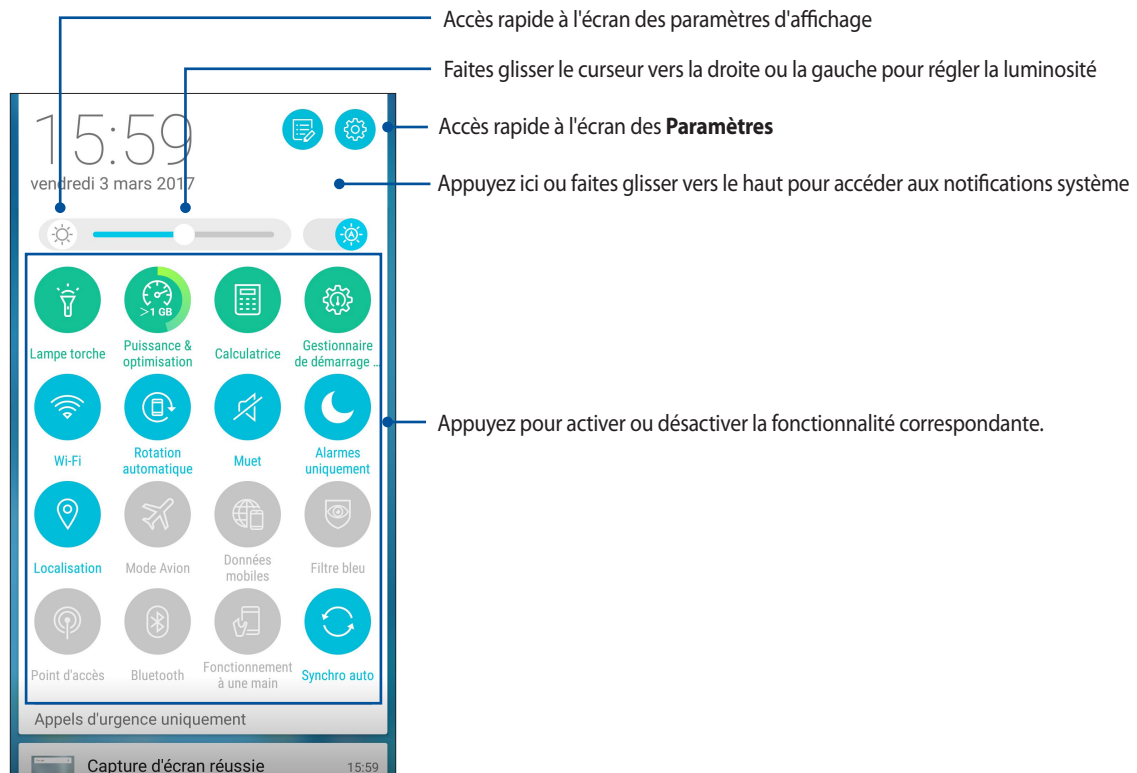 Accès rapide à l'écran des paramètres d'affichage
Faites glisser le curseur vers la droite ou la gauche pour régler la luminosité
Accès rapide à l'écran des Paramètres
Appuyez ici ou faites glisser vers le haut pour accéder aux notifications système
15:59
vendredi 3 mars 2017
A
>1 GB
Lampe torche
Puissance &
optimisation
Calculatrice
Gestionnaire
de démarrage ...
Appuyez pour activer ou désactiver la fonctionnalité correspondante.
Wi-Fi
Rotation
automatique
Muet
Alarmes
uniquement
Localisation
Mode Avion
Données
mobiles
Filtre bleu
Point d'accès
Bluetooth
Fonctionnement
à une main
Synchro auto
Appels d'urgence uniquement
Capture d'écran réussie
15:59